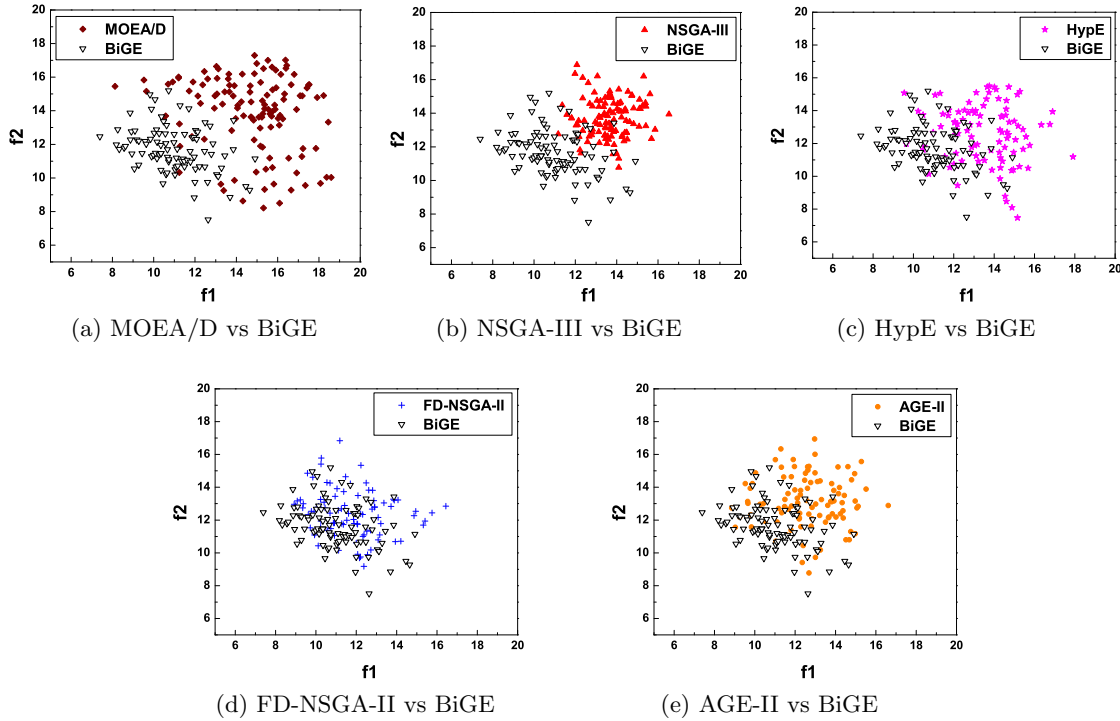 MOEA/D
BiGE
20
18
16
14
12
10
8
6
f2
6 8 10 12 14 16 18 20
f1
(a) MOEA/D vs BiGE
NSGA-III
BiGE
20
18
16
14
12
10
8
6
f2
6 8 10 12 14 16 18 20
f1
(b) NSGA-III vs BiGE
HypE
BiGE
20
18
16
14
12
10
8
6
f2
6 8 10 12 14 16 18 20
f1
(c) HypE vs BiGE
FD-NSGA-II
BiGE
20
18
16
14
12
10
8
6
f2
6 8 10 12 14 16 18 20
f1
(d) FD-NSGA-II vs BiGE
AGE-II
BiGE
20
18
16
14
12
10
8
6
f2
6 8 10 12 14 16 18 20
f1
(e) AGE-II vs BiGE